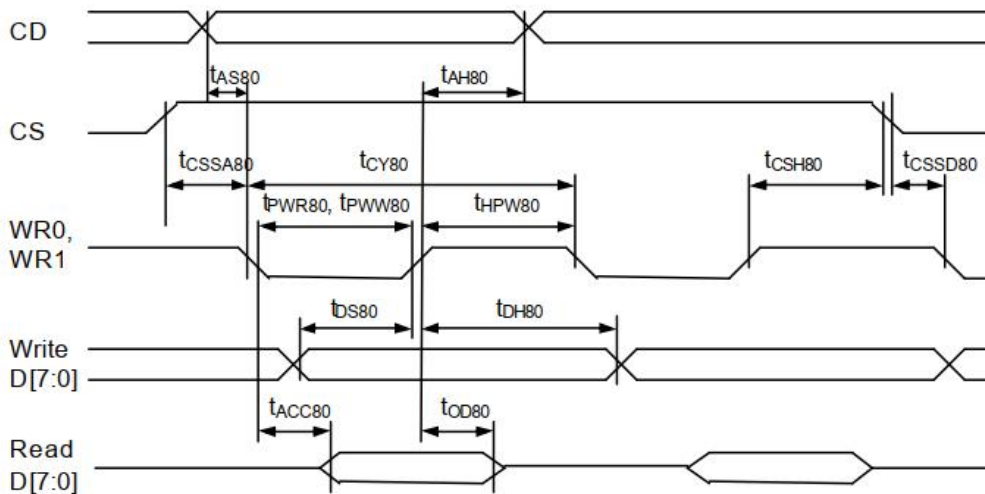 CD
tAS80
tAH80
CS
tCSSA80
tCY80
tCSH80
tCSSD80
tPWR80, tPWW80
tHPW80
WR0,
WR1
tDS80
tDH80
Write
D[7:0]
tACC80
tOD80
Read
D[7:0]